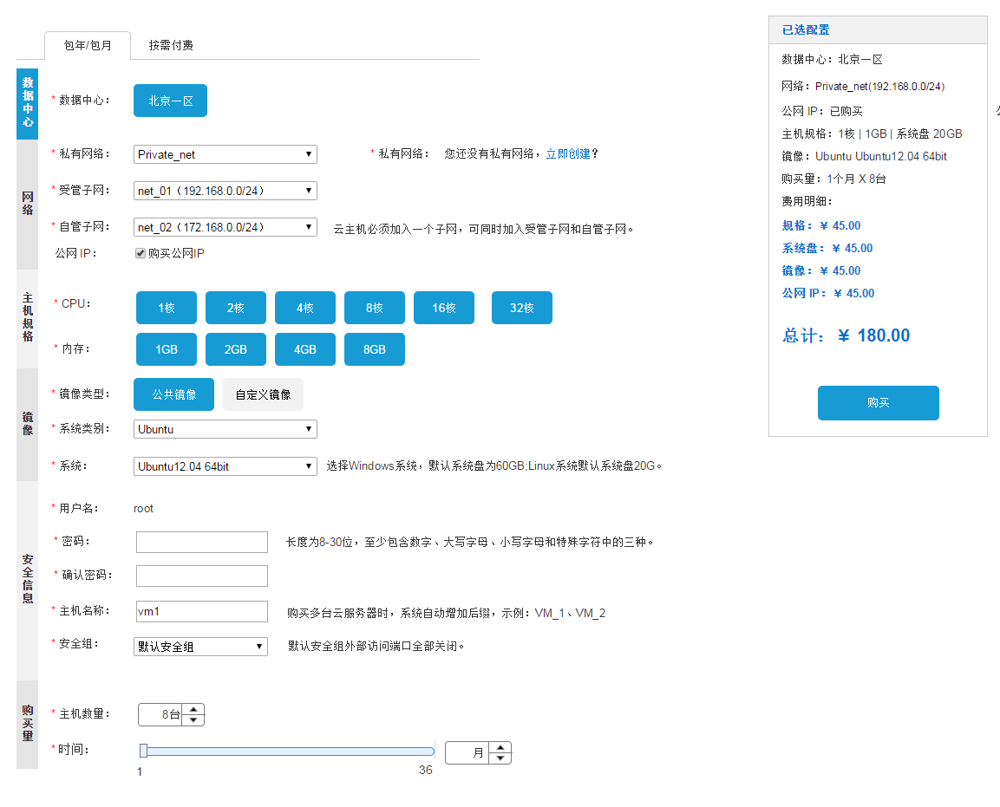 包年/包月 按需付费
数据中心
* 数据中心： 北京一区
网络
* 私有网络： Private_net
* 私有网络： 您还没有私有网络，立即创建？
* 受管子网： net_01（192.168.0.0/24）
* 自管子网： net_02（172.168.0.0/24）
云主机必须加入一个子网，可同时加入受管子网和自管子网。
公网 IP： 购买公网IP
主机规格
* CPU： 1核 2核 4核 8核 16核 32核
* 内存： 1GB 2GB 4GB 8GB
镜像
* 镜像类型： 公共镜像 自定义镜像
* 系统类别： Ubuntu
* 系统： Ubuntu12.04 64bit 选择Windows系统，默认系统盘为60GB;Linux系统默认系统盘20G。
安全信息
* 用户名： root
* 密码： 长度为8-30位，至少包含数字、大写字母、小写字母和特殊字符中的三种。
* 确认密码：
* 主机名称： vm1 购买多台云服务器时，系统自动增加后缀，示例：VM_1、VM_2
* 安全组： 默认安全组 默认安全组外部访问端口全部关闭。
购买量
* 主机数量： 8台
* 时间： 月
1 36
已选配置
数据中心：北京一区
网络：Private_net(192.168.0.0/24)
公网 IP：已购买
主机规格：1核 | 1GB | 系统盘 20GB
镜像：Ubuntu Ubuntu12.04 64bit
购买量：1个月 X 8台
费用明细：
规格：¥ 45.00
系统盘：¥ 45.00
镜像：¥ 45.00
公网 IP：¥ 45.00
总计：¥ 180.00
购买